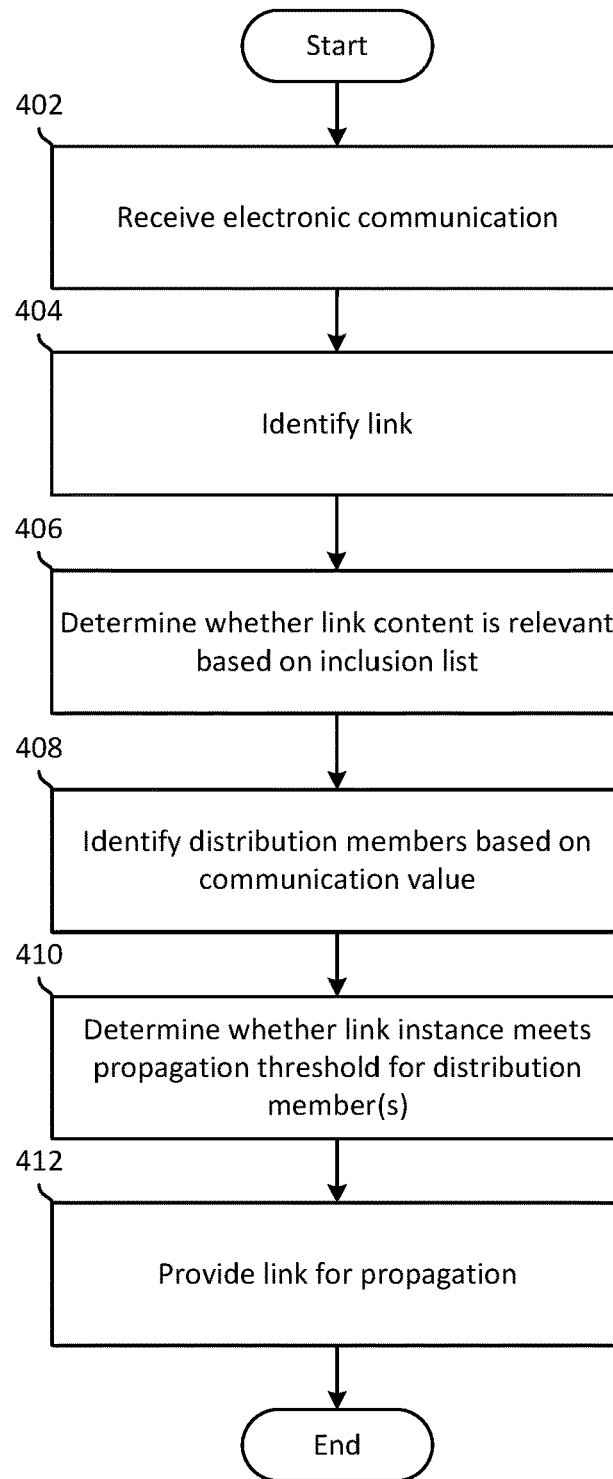 Start
402
Receive electronic communication
404
Identify link
406
Determine whether link content is relevant
based on inclusion list
408
Identify distribution members based on
communication value
410
Determine whether link instance meets
propagation threshold for distribution
member(s)
412
Provide link for propagation
End